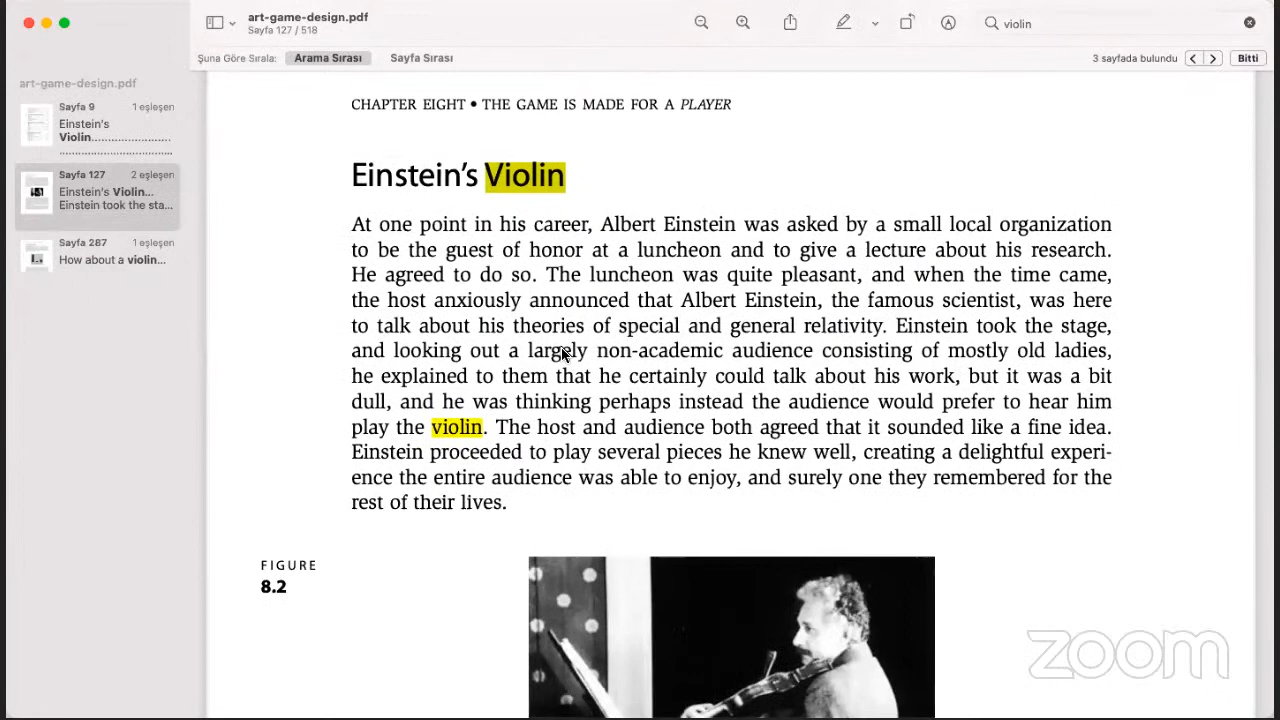 art-game-design.pdf
Sayfa 127 / 518
violin
Şuna Göre Sırala:
Arama Sırası
Sayfa Sırası
3 sayfada bulundu
Bitti
art-game-design.pdf
Sayfa 9
1 eşleşen
Einstein's
Violin......................
................................
Sayfa 127
2 eşleşen
Einstein's Violin...
Einstein took the sta...
Sayfa 287
1 eşleşen
How about a violin...
CHAPTER EIGHT • THE GAME IS MADE FOR A PLAYER
Einstein's Violin
At one point in his career, Albert Einstein was asked by a small local organization
to be the guest of honor at a luncheon and to give a lecture about his research.
He agreed to do so. The luncheon was quite pleasant, and when the time came,
the host anxiously announced that Albert Einstein, the famous scientist, was here
to talk about his theories of special and general relativity. Einstein took the stage,
and looking out a largely non-academic audience consisting of mostly old ladies,
he explained to them that he certainly could talk about his work, but it was a bit
dull, and he was thinking perhaps instead the audience would prefer to hear him
play the violin. The host and audience both agreed that it sounded like a fine idea.
Einstein proceeded to play several pieces he knew well, creating a delightful experi-
ence the entire audience was able to enjoy, and surely one they remembered for the
rest of their lives.
FIGURE
8.2
zoom